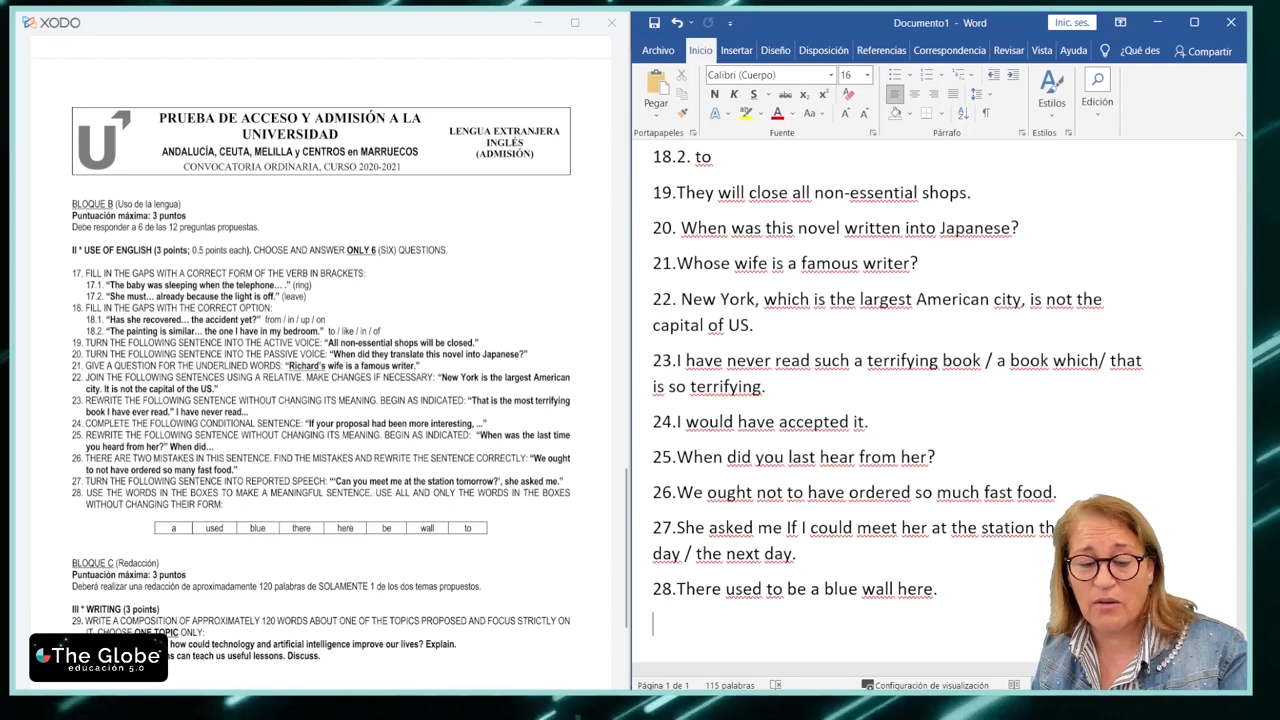 XODO
PRUEBA DE ACCESO Y ADMISIÓN A LA
UNIVERSIDAD
ANDALUCÍA, CEUTA, MELILLA y CENTROS en MARRUECOS
CONVOCATORIA ORDINARIA, CURSO 2020-2021
LENGUA EXTRANJERA
INGLÉS
(ADMISIÓN)
BLOQUE B (Uso de la lengua)
Puntuación máxima: 3 puntos
Debe responder a 6 de las 12 preguntas propuestas.
II * USE OF ENGLISH (3 points; 0.5 points each). CHOOSE AND ANSWER ONLY 6 (SIX) QUESTIONS.
17. FILL IN THE GAPS WITH A CORRECT FORM OF THE VERB IN BRACKETS:
17.1. “The baby was sleeping when the telephone… .” (ring)
17.2. “She must… already because the light is off.” (leave)
18. FILL IN THE GAPS WITH THE CORRECT OPTION:
18.1. “Has she recovered… the accident yet?” from / in / up / on
18.2. “The painting is similar… the one I have in my bedroom.” to / like / in / of
19. TURN THE FOLLOWING SENTENCE INTO THE ACTIVE VOICE: “All non-essential shops will be closed.”
20. TURN THE FOLLOWING SENTENCE INTO THE PASSIVE VOICE: “When did they translate this novel into Japanese?”
21. GIVE A QUESTION FOR THE UNDERLINED WORDS: “Richard’s wife is a famous writer.”
22. JOIN THE FOLLOWING SENTENCES USING A RELATIVE. MAKE CHANGES IF NECESSARY: “New York is the largest American
city. It is not the capital of the US.”
23. REWRITE THE FOLLOWING SENTENCE WITHOUT CHANGING ITS MEANING. BEGIN AS INDICATED: “That is the most terrifying
book I have ever read.” I have never read...
24. COMPLETE THE FOLLOWING CONDITIONAL SENTENCE: “If your proposal had been more interesting, ...”
25. REWRITE THE FOLLOWING SENTENCE WITHOUT CHANGING ITS MEANING. BEGIN AS INDICATED: “When was the last time
you heard from her?” When did...
26. THERE ARE TWO MISTAKES IN THIS SENTENCE. FIND THE MISTAKES AND REWRITE THE SENTENCE CORRECTLY: “We ought
to not have ordered so many fast food.”
27. TURN THE FOLLOWING SENTENCE INTO REPORTED SPEECH: “‘Can you meet me at the station tomorrow?’, she asked me.”
28. USE THE WORDS IN THE BOXES TO MAKE A MEANINGFUL SENTENCE. USE ALL AND ONLY THE WORDS IN THE BOXES
WITHOUT CHANGING THEIR FORM:
a used blue there here be wall to
BLOQUE C (Redacción)
Puntuación máxima: 3 puntos
Deberá realizar una redacción de aproximadamente 120 palabras de SOLAMENTE 1 de los dos temas propuestos.
III * WRITING (3 points)
29. WRITE A COMPOSITION OF APPROXIMATELY 120 WORDS ABOUT ONE OF THE TOPICS PROPOSED AND FOCUS STRICTLY ON
IT. CHOOSE ONE TOPIC ONLY:
how could technology and artificial intelligence improve our lives? Explain.
can teach us useful lessons. Discuss.
The Globe
educación 5.0
Documento1 - Word
Inic. ses.
Archivo Inicio Insertar Diseño Disposición Referencias Correspondencia Revisar Vista Ayuda ¿Qué des Compartir
Calibri (Cuerpo) 16
Pegar
N K S abc x₂ x²
A A Aa A A
Estilos
Edición
Portapapeles Fuente Párrafo Estilos
18.2. to
19.They will close all non-essential shops.
20. When was this novel written into Japanese?
21.Whose wife is a famous writer?
22. New York, which is the largest American city, is not the
capital of US.
23.I have never read such a terrifying book / a book which/ that
is so terrifying.
24.I would have accepted it.
25.When did you last hear from her?
26.We ought not to have ordered so much fast food.
27.She asked me If I could meet her at the station
day / the next day.
28.There used to be a blue wall here.
Página 1 de 1 115 palabras Configuración de visualización